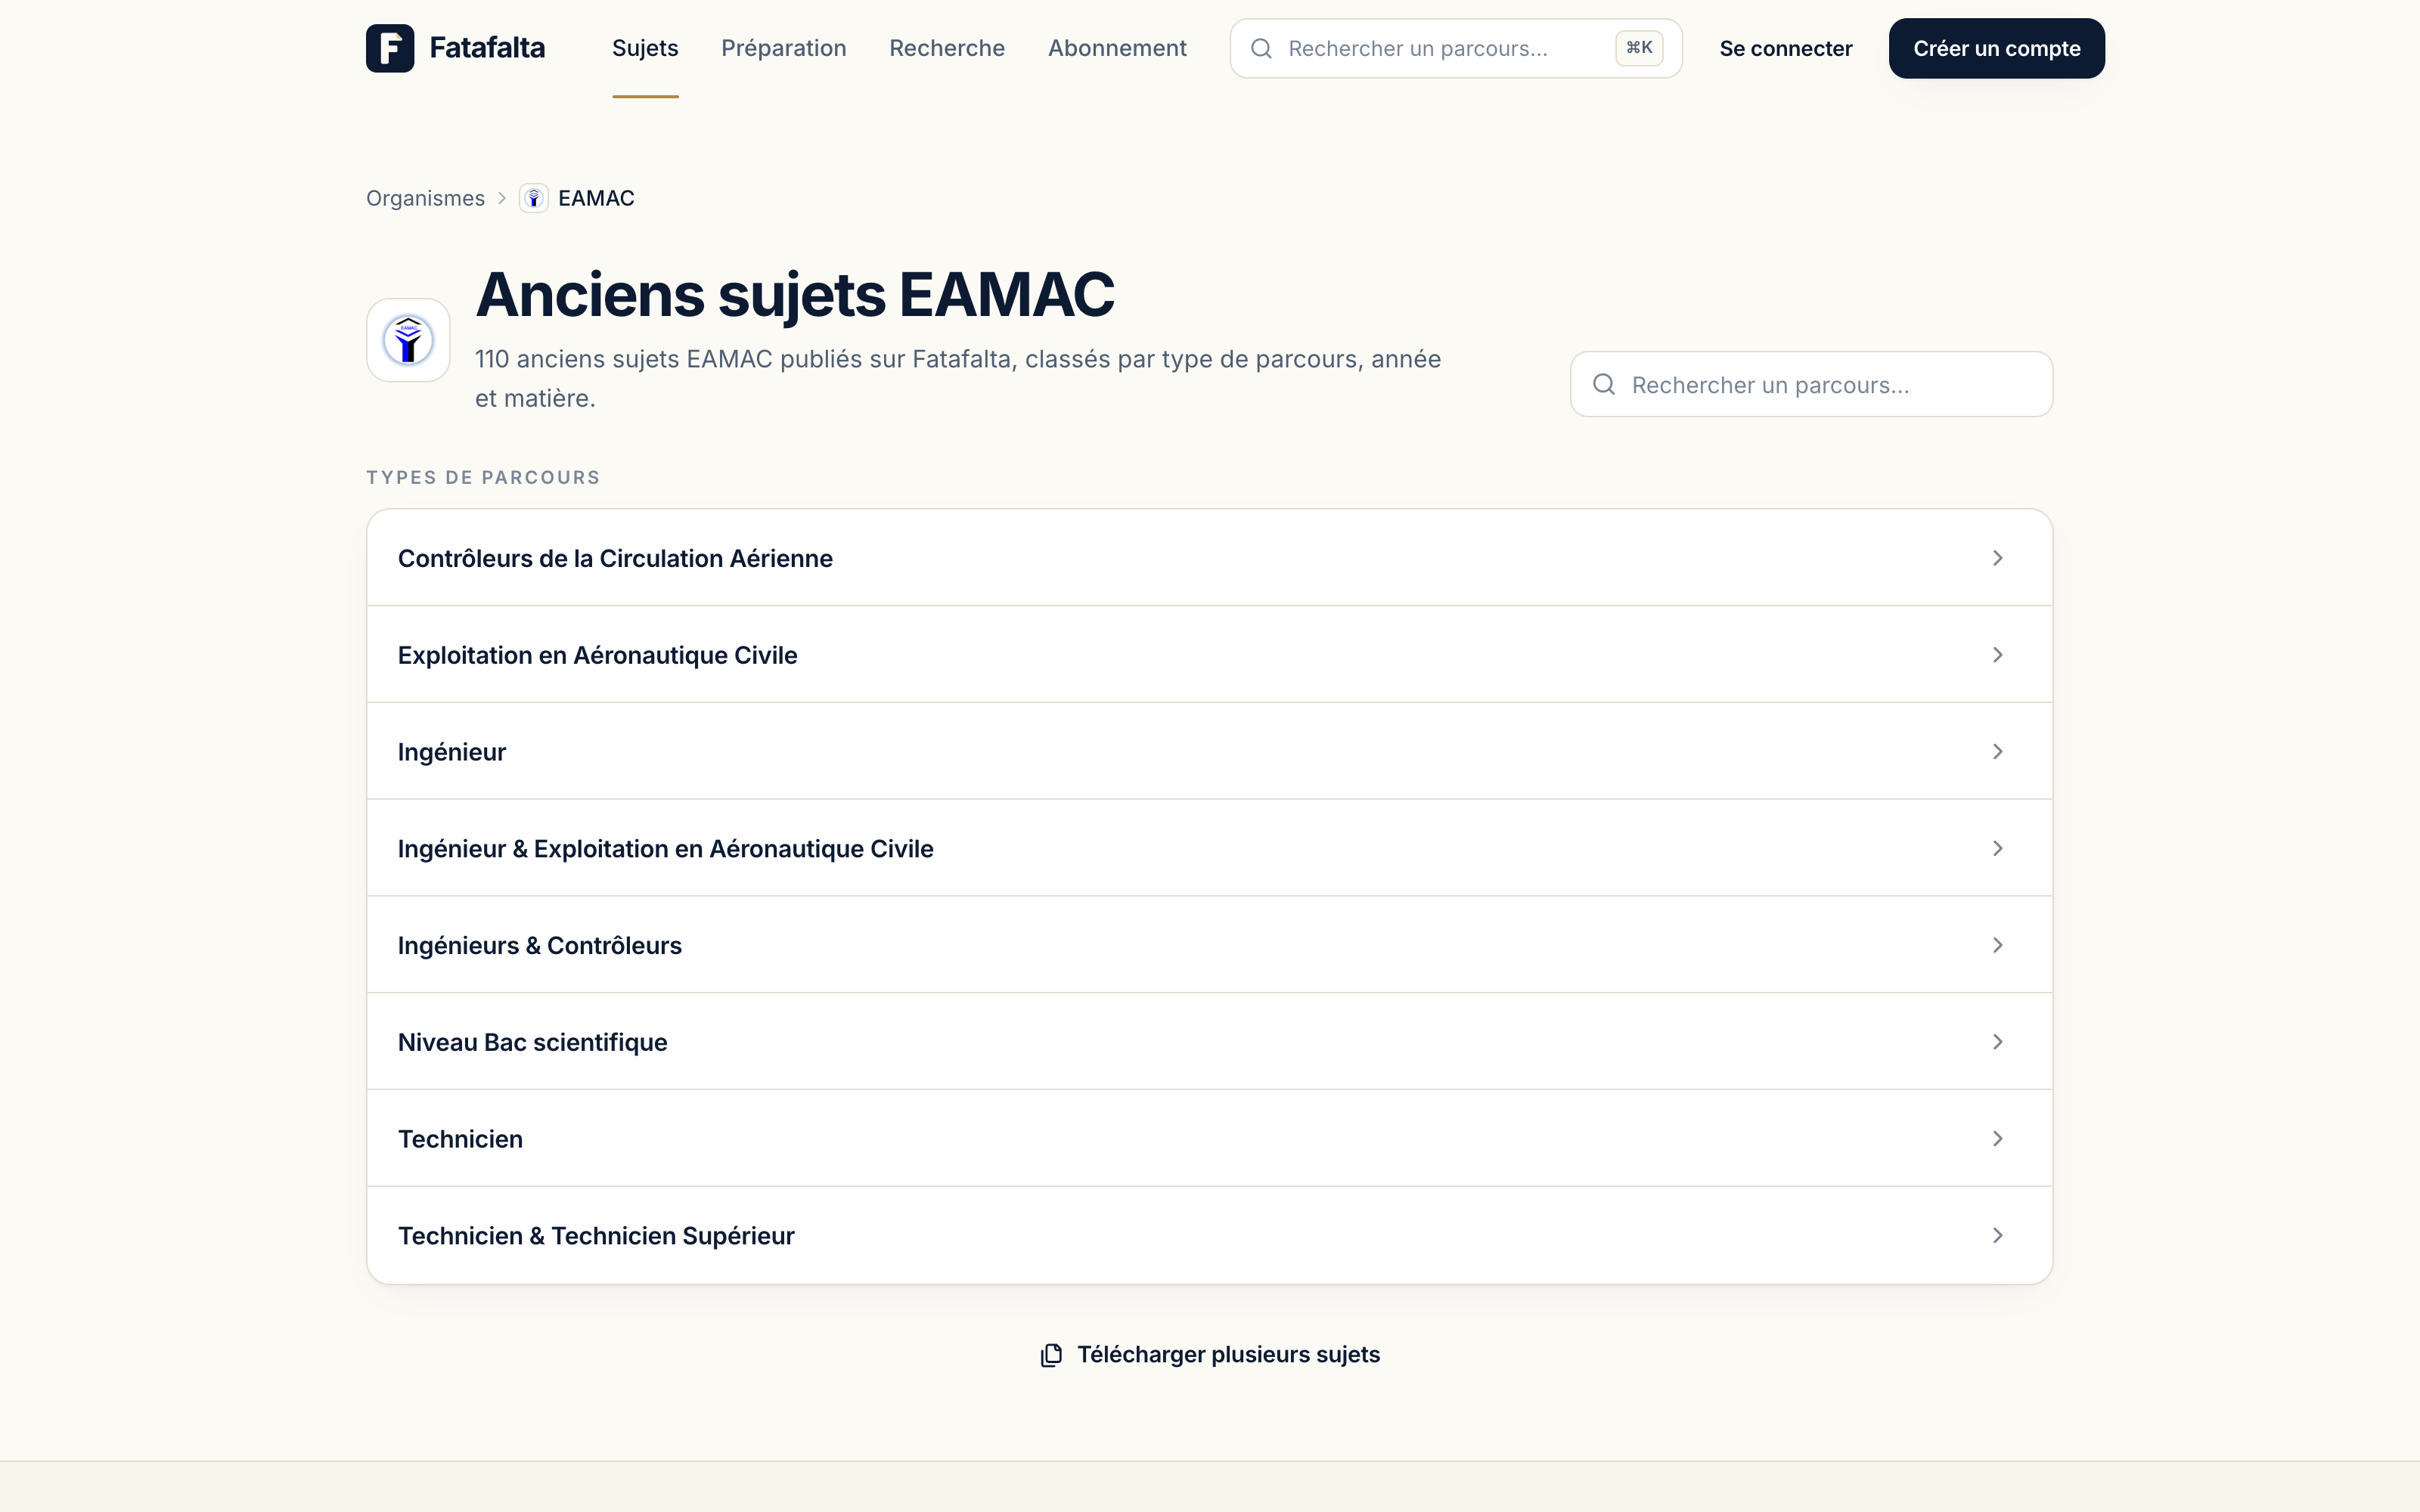 Fatafalta
Sujets
Préparation
Recherche
Abonnement
Rechercher un parcours...
⌘K
Se connecter
Créer un compte
Organismes
EAMAC
Anciens sujets EAMAC
110 anciens sujets EAMAC publiés sur Fatafalta, classés par type de parcours, année
et matière.
Rechercher un parcours...
TYPES DE PARCOURS
Contrôleurs de la Circulation Aérienne
Exploitation en Aéronautique Civile
Ingénieur
Ingénieur & Exploitation en Aéronautique Civile
Ingénieurs & Contrôleurs
Niveau Bac scientifique
Technicien
Technicien & Technicien Supérieur
Télécharger plusieurs sujets